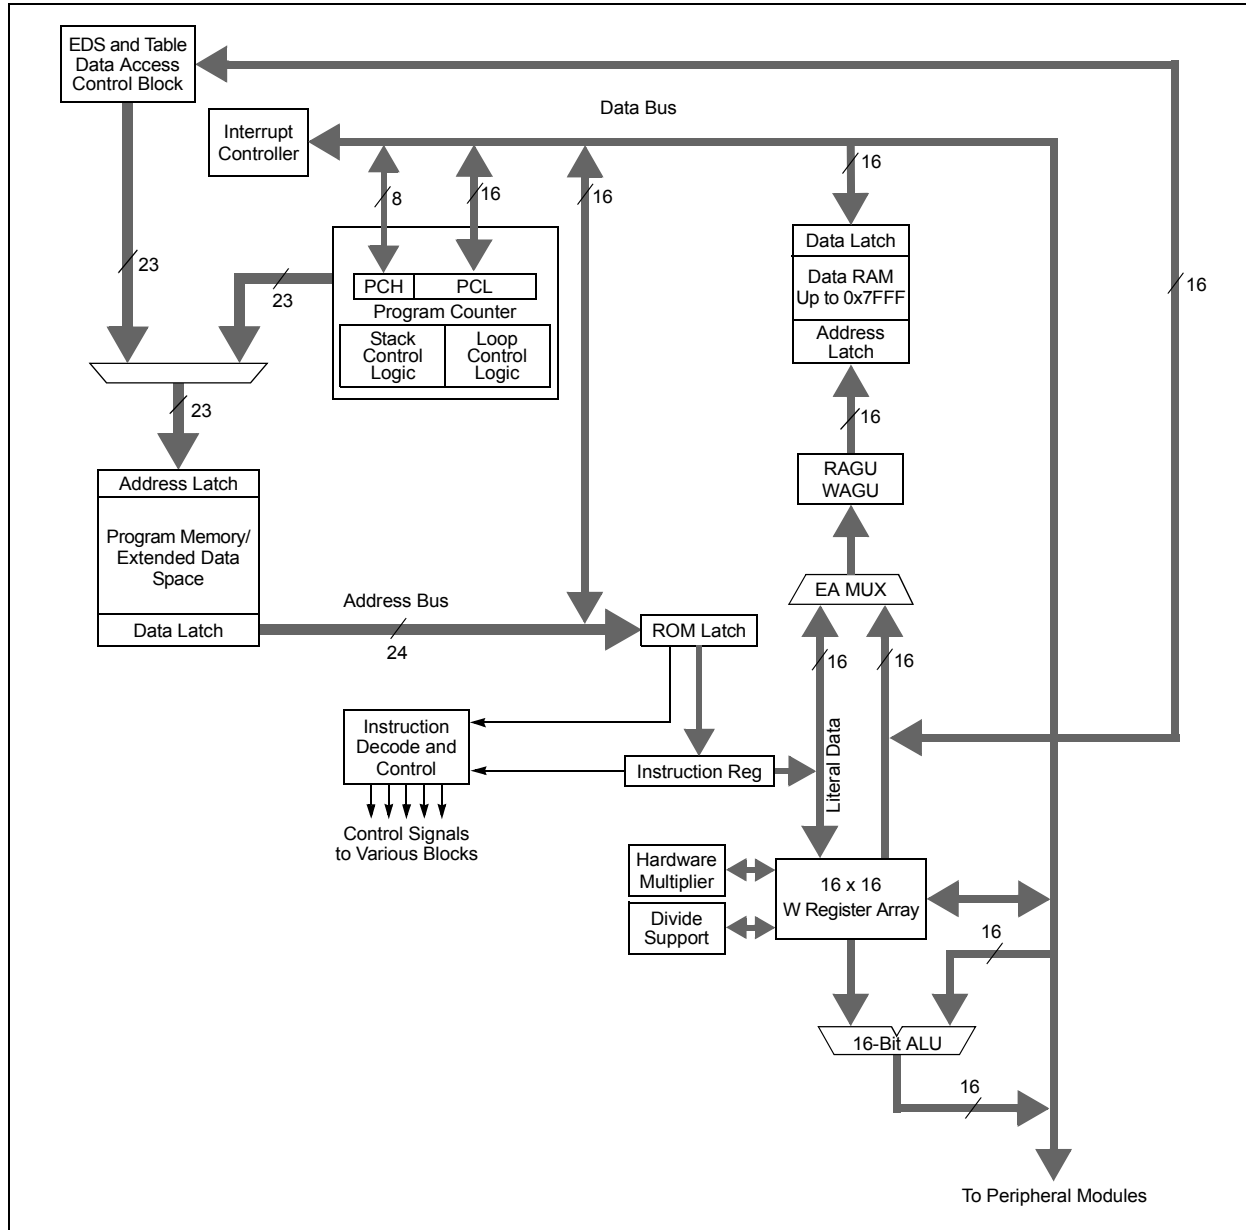 EDS and Table
Data Access
Control Block
16
Data Bus
Interrupt
Controller
16
8
16
16
Data Latch
23
23
Data RAM
Up to 0x7FFF
16
PCH
PCL
Program Counter
Address
Latch
Stack
Control
Logic
Loop
Control
Logic
23
16
RAGU
WAGU
Address Latch
Program Memory/
Extended Data
Space
EA MUX
Address Bus
Data Latch
24
ROM Latch
16
16
Instruction
Decode and
Control
Literal Data
Instruction Reg
Control Signals
to Various Blocks
Hardware
Multiplier
16 x 16
W Register Array
Divide
Support
16
16-Bit ALU
16
To Peripheral Modules